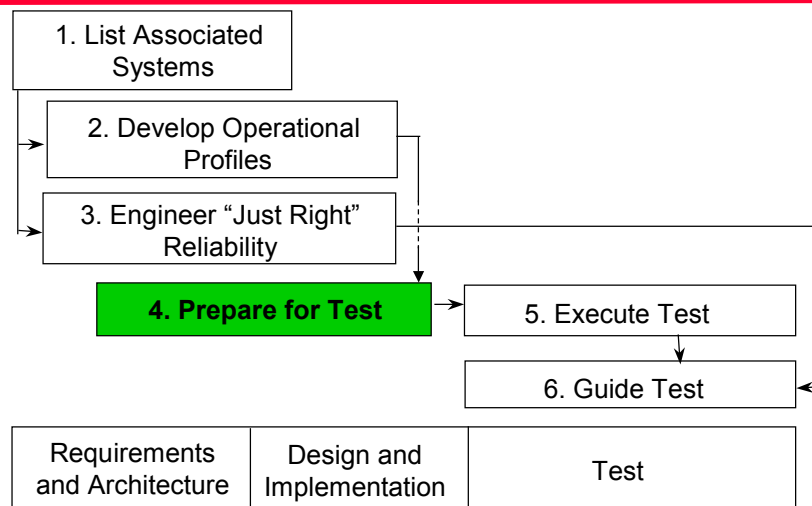 1. List Associated
Systems
2. Develop Operational
Profiles
3. Engineer “Just Right”
Reliability
4. Prepare for Test
5. Execute Test
6. Guide Test
Requirements
and Architecture
Design and
Implementation
Test